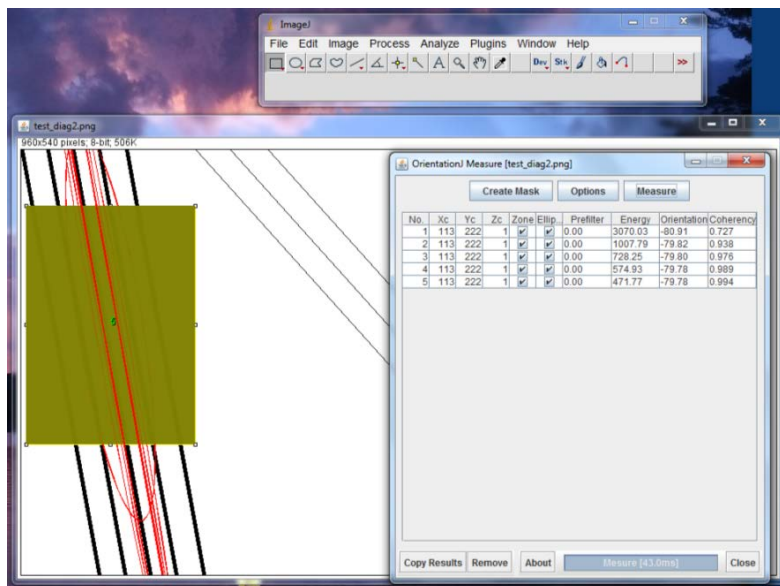 ImageJ
File Edit Image Process Analyze Plugins Window Help
Dev Stk >>
test_diag2.png
960x540 pixels; 8-bit; 506K
OrientationJ Measure [test_diag2.png]
Create Mask Options Measure
No. Xc Yc Zc Zone Ellip.. Prefilter Energy Orientation Coherency
1 113 222 1 0.00 3070.03 -80.91 0.727
2 113 222 1 0.00 1007.79 -79.82 0.938
3 113 222 1 0.00 728.25 -79.80 0.976
4 113 222 1 0.00 574.93 -79.78 0.989
5 113 222 1 0.00 471.77 -79.78 0.994
Copy Results Remove About Mesure [43.0ms] Close